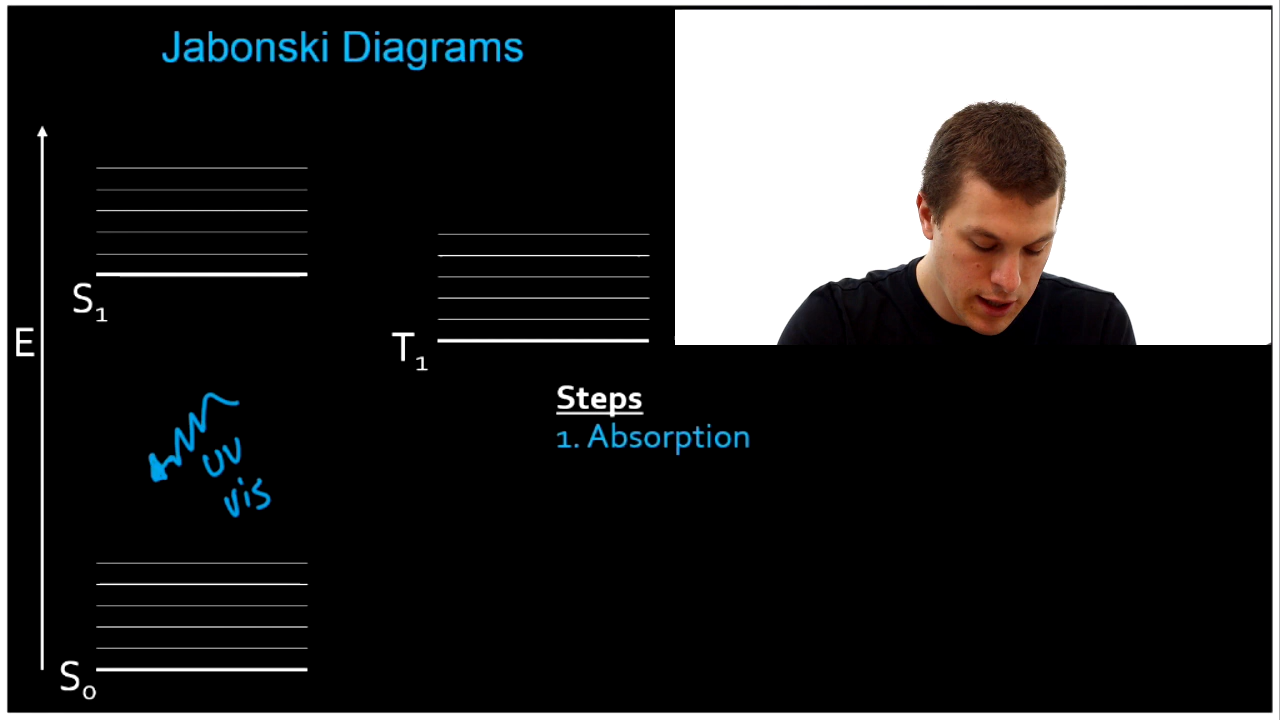 Jabonski Diagrams
S₁
E
T₁
Steps
1. Absorption
uv
vis
S₀